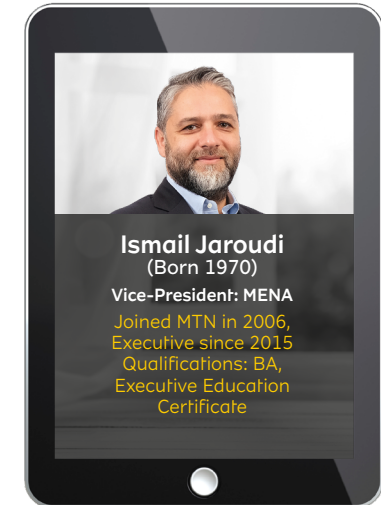 Ismail Jaroudi
(Born 1970)
Vice-President: MENA
Joined MTN in 2006,
Executive since 2015
Qualifications: BA,
Executive Education
Certificate